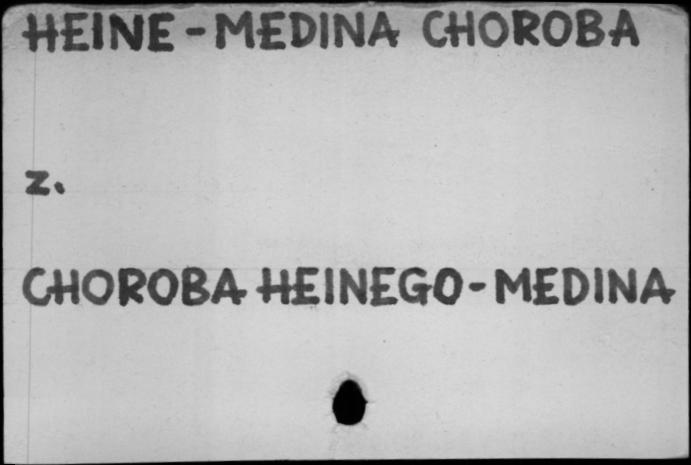 HEINE - MEDINA CHOROBA
z.
CHOROBA HEINEGO - MEDINA